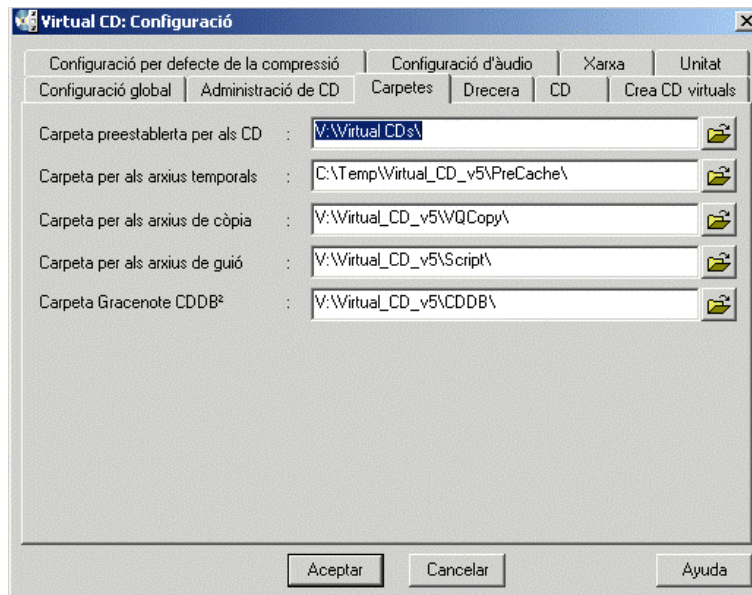 Virtual CD: Configuració
Configuració per defecte de la compressió Configuració d'àudio Xarxa Unitat
Configuració global Administració de CD Carpetes Drecera CD Crea CD virtuals
Carpeta preestablerta per als CD : V:\Virtual CDs\
Carpeta per als arxius temporals : C:\Temp\Virtual_CD_v5\PreCache\
Carpeta per als arxius de còpia : V:\Virtual_CD_v5\VQCopy\
Carpeta per als arxius de guió : V:\Virtual_CD_v5\Script\
Carpeta Gracenote CDDB² : V:\Virtual_CD_v5\CDDB\
Aceptar Cancelar Ayuda